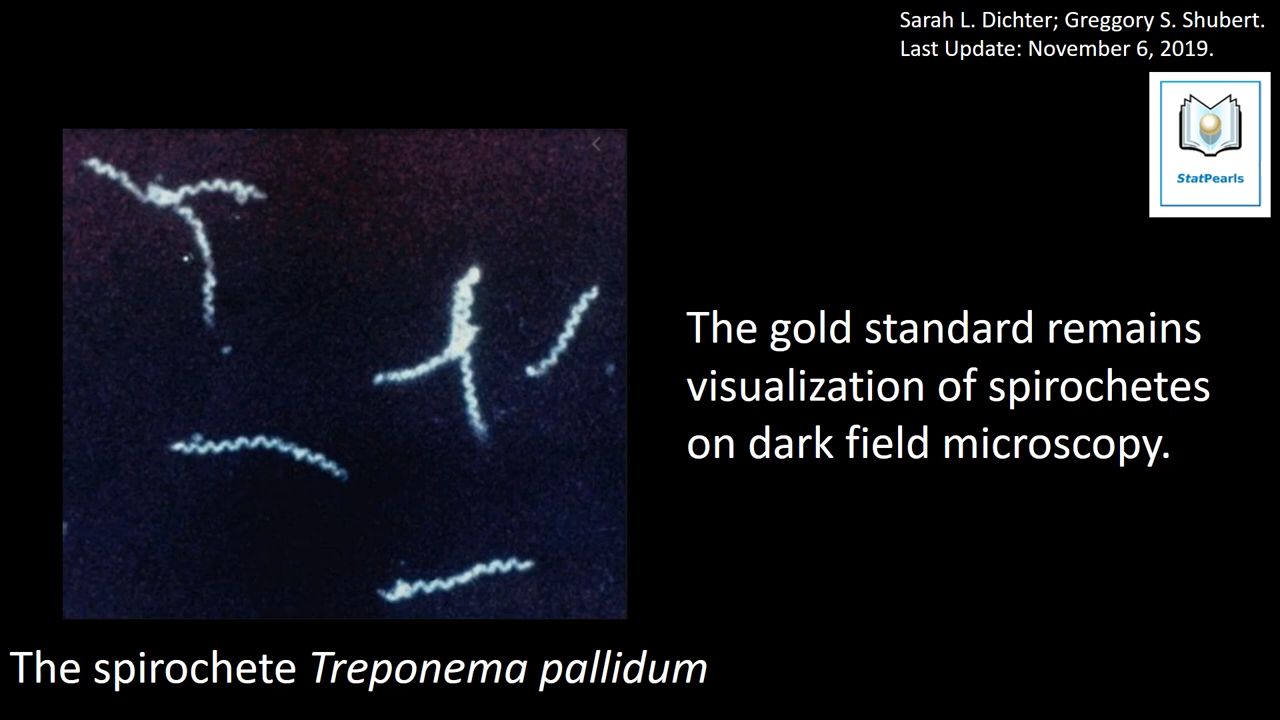 Sarah L. Dichter; Greggory S. Shubert.
Last Update: November 6, 2019.
StatPearls
The gold standard remains
visualization of spirochetes
on dark field microscopy.
The spirochete Treponema pallidum